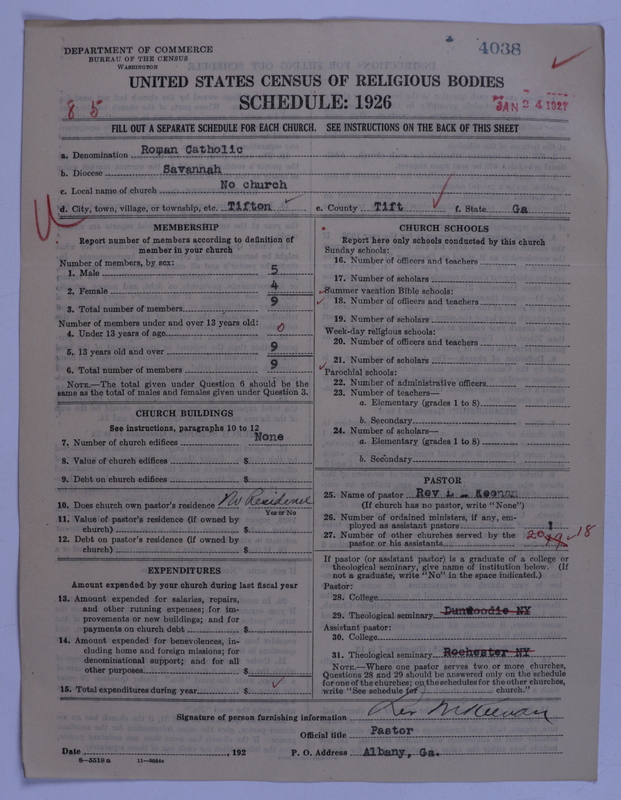 DEPARTMENT OF COMMERCE
BUREAU OF THE CENSUS
WASHINGTON
4038
UNITED STATES CENSUS OF RELIGIOUS BODIES
SCHEDULE: 1926
8 5
JAN 24 1927
FILL OUT A SEPARATE SCHEDULE FOR EACH CHURCH. SEE INSTRUCTIONS ON THE BACK OF THIS SHEET
a. Denomination Roman Catholic
b. Diocese Savannah
c. Local name of church No church
d. City, town, village, or township, etc. Tifton e. County Tift f. State Ga
MEMBERSHIP
Report number of members according to definition of
member in your church
Number of members, by sex:
1. Male 5
2. Female 4
3. Total number of members 9
Number of members under and over 13 years old:
4. Under 13 years of age 0
5. 13 years old and over 9
6. Total number of members 9
NOTE.—The total given under Question 6 should be the
same as the total of males and females given under Question 3.
CHURCH BUILDINGS
See instructions, paragraphs 10 to 12
7. Number of church edifices None
8. Value of church edifices $
9. Debt on church edifices $
10. Does church own pastor's residence No Residence
Yes or No
11. Value of pastor's residence (if owned by
church) $
12. Debt on pastor's residence (if owned by
church) $
EXPENDITURES
Amount expended by your church during last fiscal year
13. Amount expended for salaries, repairs,
and other running expenses; for im-
provements or new buildings; and for
payments on church debt $
14. Amount expended for benevolences, in-
cluding home and foreign missions; for
denominational support; and for all
other purposes $
15. Total expenditures during year $
CHURCH SCHOOLS
Report here only schools conducted by this church
Sunday schools:
16. Number of officers and teachers
17. Number of scholars
Summer vacation Bible schools:
18. Number of officers and teachers
19. Number of scholars
Week-day religious schools:
20. Number of officers and teachers
21. Number of scholars
Parochial schools:
22. Number of administrative officers
23. Number of teachers—
a. Elementary (grades 1 to 8)
b. Secondary
24. Number of scholars—
a. Elementary (grades 1 to 8)
b. Secondary
PASTOR
25. Name of pastor Rev Keenan
(If church has no pastor, write "None")
26. Number of ordained ministers, if any, em-
ployed as assistant pastors 1
27. Number of other churches served by the
pastor or his assistants 18
If pastor (or assistant pastor) is a graduate of a college or
theological seminary, give name of institution below. (If
not a graduate, write "No" in the space indicated.)
Pastor:
28. College
29. Theological seminary Dunwoodie NY
Assistant pastor:
30. College
31. Theological seminary Rochester NY
NOTE.—Where one pastor serves two or more churches,
Questions 28 and 29 should be answered only on the schedule
for one of the churches; on the schedules for the other churches,
write "See schedule for church."
Signature of person furnishing information Rev Keenan
Official title Pastor
Date , 192 P. O. Address Albany, Ga.